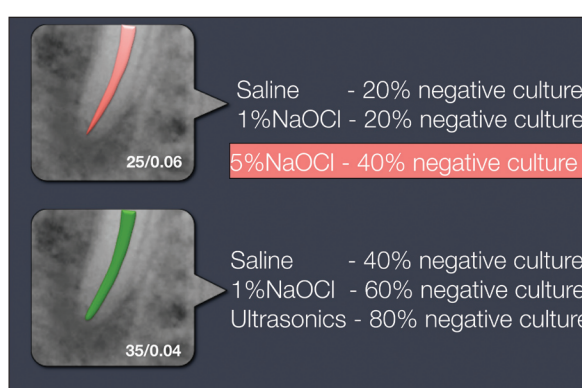 Saline - 20% negative culture
1%NaOCl - 20% negative culture
25/0.06
5%NaOCl - 40% negative culture
Saline - 40% negative culture
1%NaOCl - 60% negative culture
Ultrasonics - 80% negative culture
35/0.04